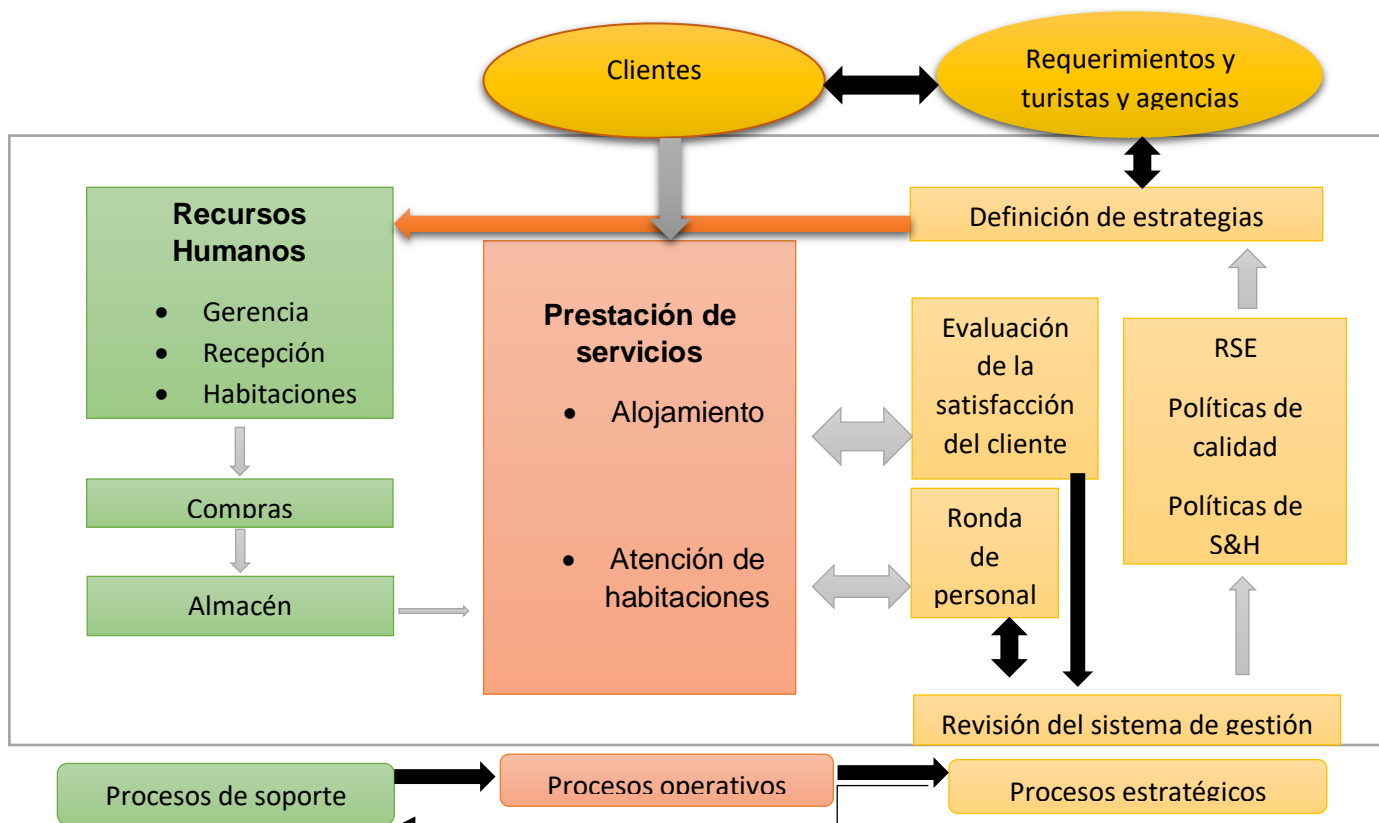 Clientes
Requerimientos y
turistas y agencias
Recursos
Humanos
• Gerencia
• Recepción
• Habitaciones
Compras
Almacén
Prestación de
servicios
• Alojamiento
• Atención de
habitaciones
Definición de estrategias
Evaluación
de la
satisfacción
del cliente
Ronda
de
personal
RSE
Políticas de
calidad
Políticas de
S&H
Revisión del sistema de gestión
Procesos de soporte
Procesos operativos
Procesos estratégicos